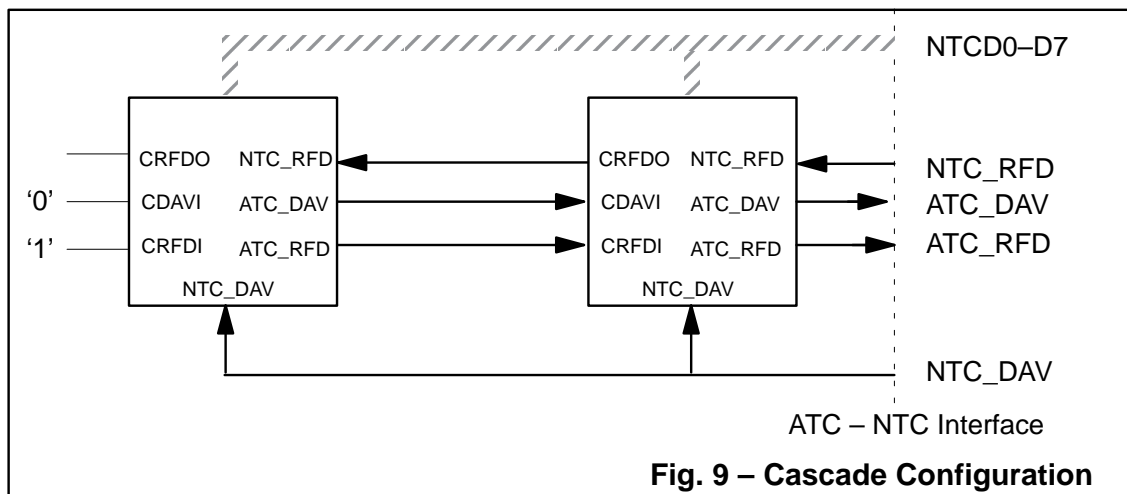 NTCD0–D7
CRFDO NTC_RFD CRFDO NTC_RFD NTC_RFD
‘0’ CDAVI ATC_DAV CDAVI ATC_DAV ATC_DAV
‘1’ CRFDI ATC_RFD CRFDI ATC_RFD ATC_RFD
NTC_DAV NTC_DAV
NTC_DAV
ATC – NTC Interface
Fig. 9 – Cascade Configuration